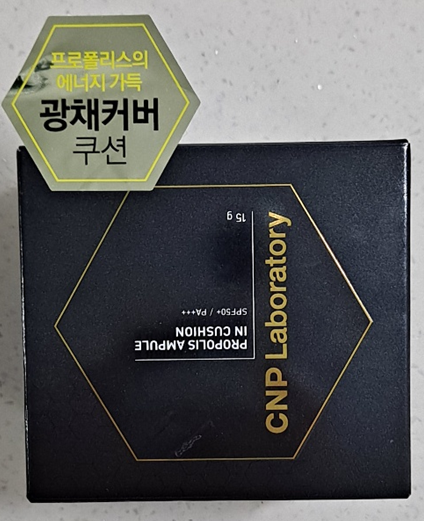 프로폴리스의
에너지 가득
광채커버
쿠션
CNP Laboratory
PROPOLIS AMPULE
IN CUSHION
SPF50+ / PA+++
15 g